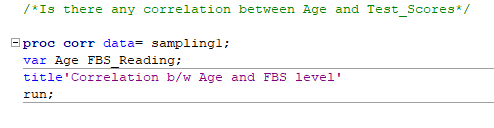 /*Is there any correlation between Age and Test_Scores*/
proc corr data= sampling1;
var Age FBS_Reading;
title'Correlation b/w Age and FBS level'
run;